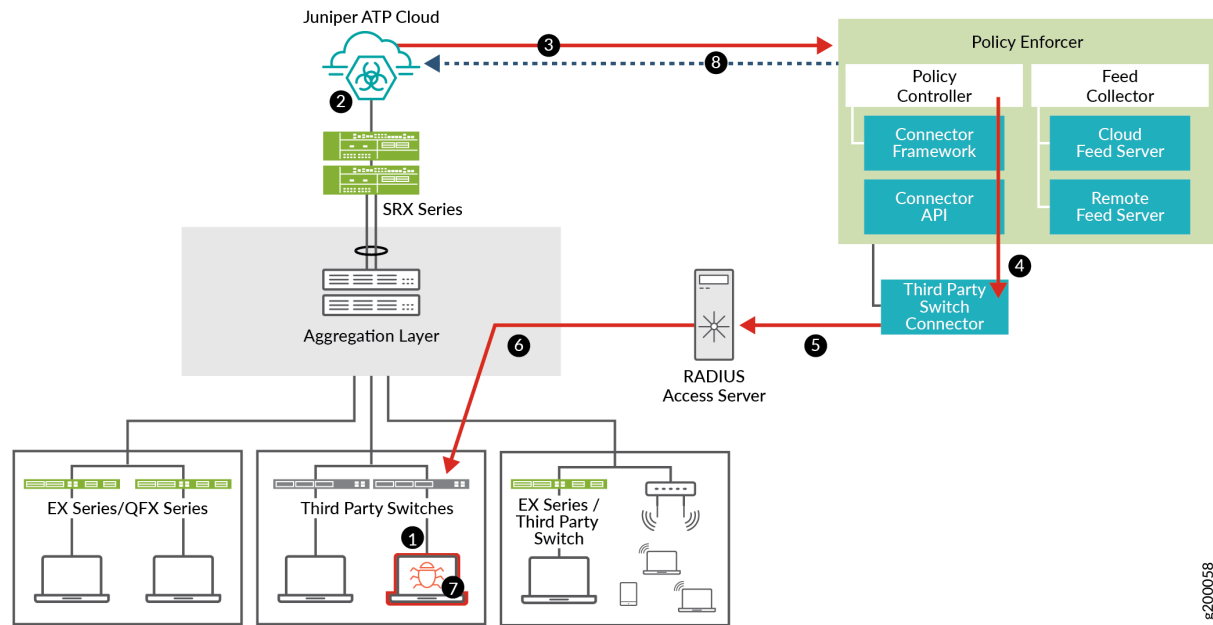 Juniper ATP Cloud
3
8
2
Policy Enforcer
Policy
Controller
Feed
Collector
Connector
Framework
Cloud
Feed Server
Connector
API
Remote
Feed Server
SRX Series
4
Third Party
Switch
Connector
Aggregation Layer
6
5
RADIUS
Access Server
EX Series/QFX Series
Third Party Switches
EX Series /
Third Party
Switch
1
7
g200058